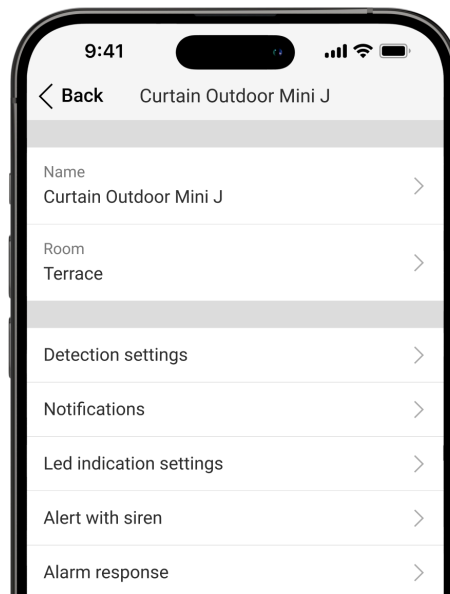 9:41
Back Curtain Outdoor Mini J
Name
Curtain Outdoor Mini J
Room
Terrace
Detection settings
Notifications
Led indication settings
Alert with siren
Alarm response